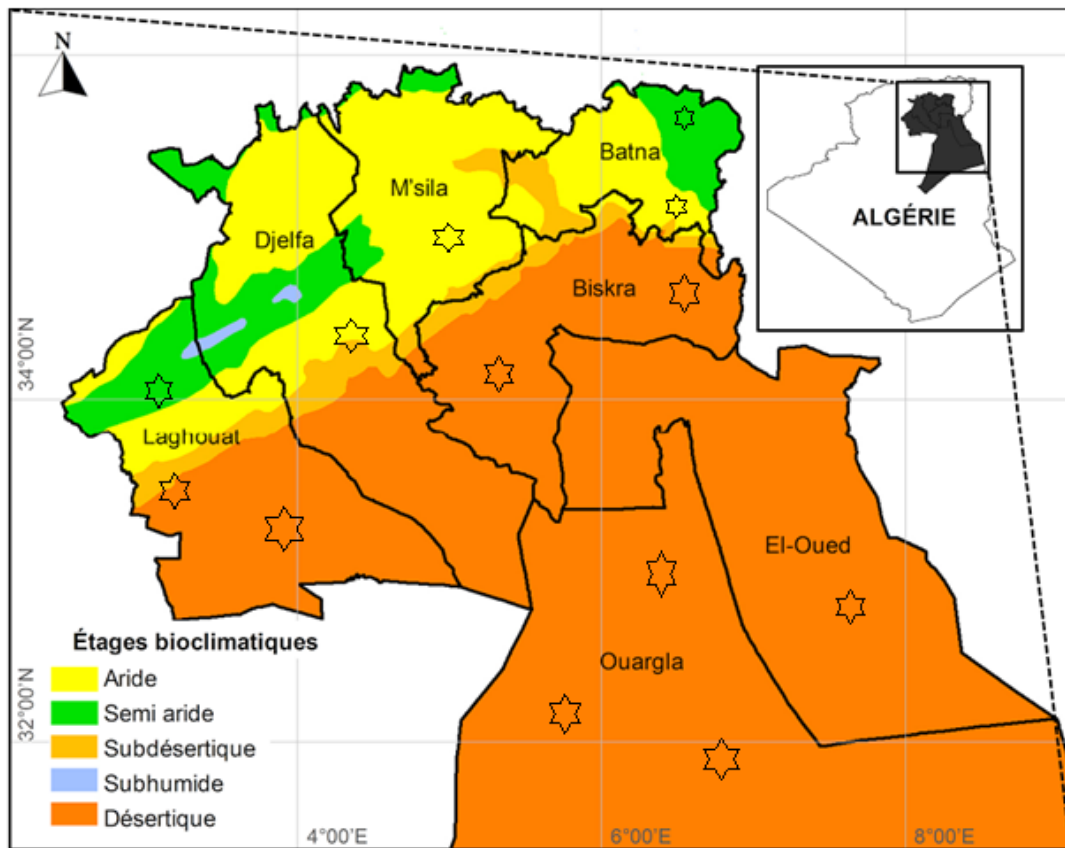 N
Batna
M'sila
ALGÉRIE
Djelfa
Biskra
34°00'N
Laghouat
El-Oued
Étages bioclimatiques
Ouargla
Aride
32°00'N
Semi aride
Subdésertique
Subhumide
Désertique
4°00'E
6°00'E
8°00'E